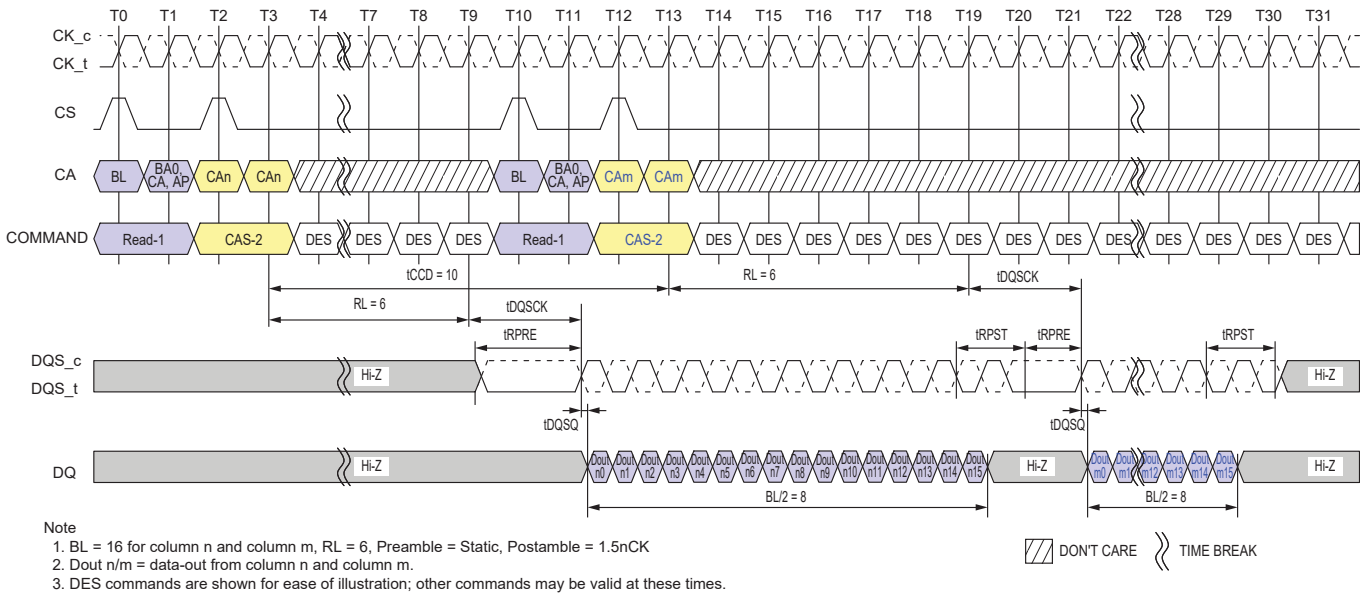 T0 T1 T2 T3 T4 T7 T8 T9 T10 T11 T12 T13 T14 T15 T16 T17 T18 T19 T20 T21 T22 T28 T29 T30 T31
CK_c
CK_t
CS
CA BL BA0, CA, AP CAn CAn BL BA0, CA, AP CAm CAm
COMMAND Read-1 CAS-2 DES DES DES DES Read-1 CAS-2 DES DES DES DES DES DES DES DES DES DES DES DES DES
tCCD = 10 RL = 6 tDQSCK
RL = 6 tDQSCK
tRPRE tRPST tRPRE tRPST
DQS_c
DQS_t
Hi-Z Hi-Z
tDQSQ tDQSQ
DQ Hi-Z Dout n0 Dout n1 Dout n2 Dout n3 Dout n4 Dout n5 Dout n6 Dout n7 Dout n8 Dout n9 Dout n10 Dout n11 Dout n12 Dout n13 Dout n14 Dout n15 Hi-Z Dout m0 Dout m1 Dout m12 Dout m13 Dout m14 Dout m15 Hi-Z
BL/2 = 8 BL/2 = 8
Note
1. BL = 16 for column n and column m, RL = 6, Preamble = Static, Postamble = 1.5nCK
2. Dout n/m = data-out from column n and column m.
3. DES commands are shown for ease of illustration; other commands may be valid at these times.
DON'T CARE TIME BREAK